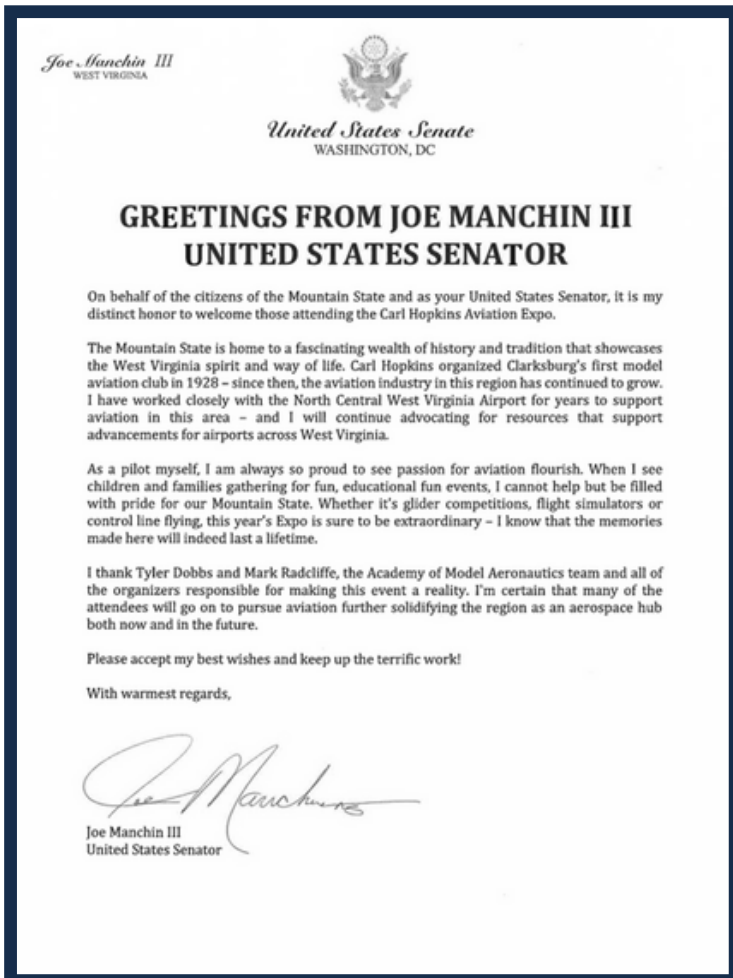 Joe Manchin III
WEST VIRGINIA
United States Senate
WASHINGTON, DC
GREETINGS FROM JOE MANCHIN III
UNITED STATES SENATOR
On behalf of the citizens of the Mountain State and as your United States Senator, it is my
distinct honor to welcome those attending the Carl Hopkins Aviation Expo.
The Mountain State is home to a fascinating wealth of history and tradition that showcases
the West Virginia spirit and way of life. Carl Hopkins organized Clarksburg's first model
aviation club in 1928 – since then, the aviation industry in this region has continued to grow.
I have worked closely with the North Central West Virginia Airport for years to support
aviation in this area – and I will continue advocating for resources that support
advancements for airports across West Virginia.
As a pilot myself, I am always so proud to see passion for aviation flourish. When I see
children and families gathering for fun, educational fun events, I cannot help but be filled
with pride for our Mountain State. Whether it's glider competitions, flight simulators or
control line flying, this year's Expo is sure to be extraordinary – I know that the memories
made here will indeed last a lifetime.
I thank Tyler Dobbs and Mark Radcliffe, the Academy of Model Aeronautics team and all of
the organizers responsible for making this event a reality. I'm certain that many of the
attendees will go on to pursue aviation further solidifying the region as an aerospace hub
both now and in the future.
Please accept my best wishes and keep up the terrific work!
With warmest regards,
Joe Manchin
Joe Manchin III
United States Senator